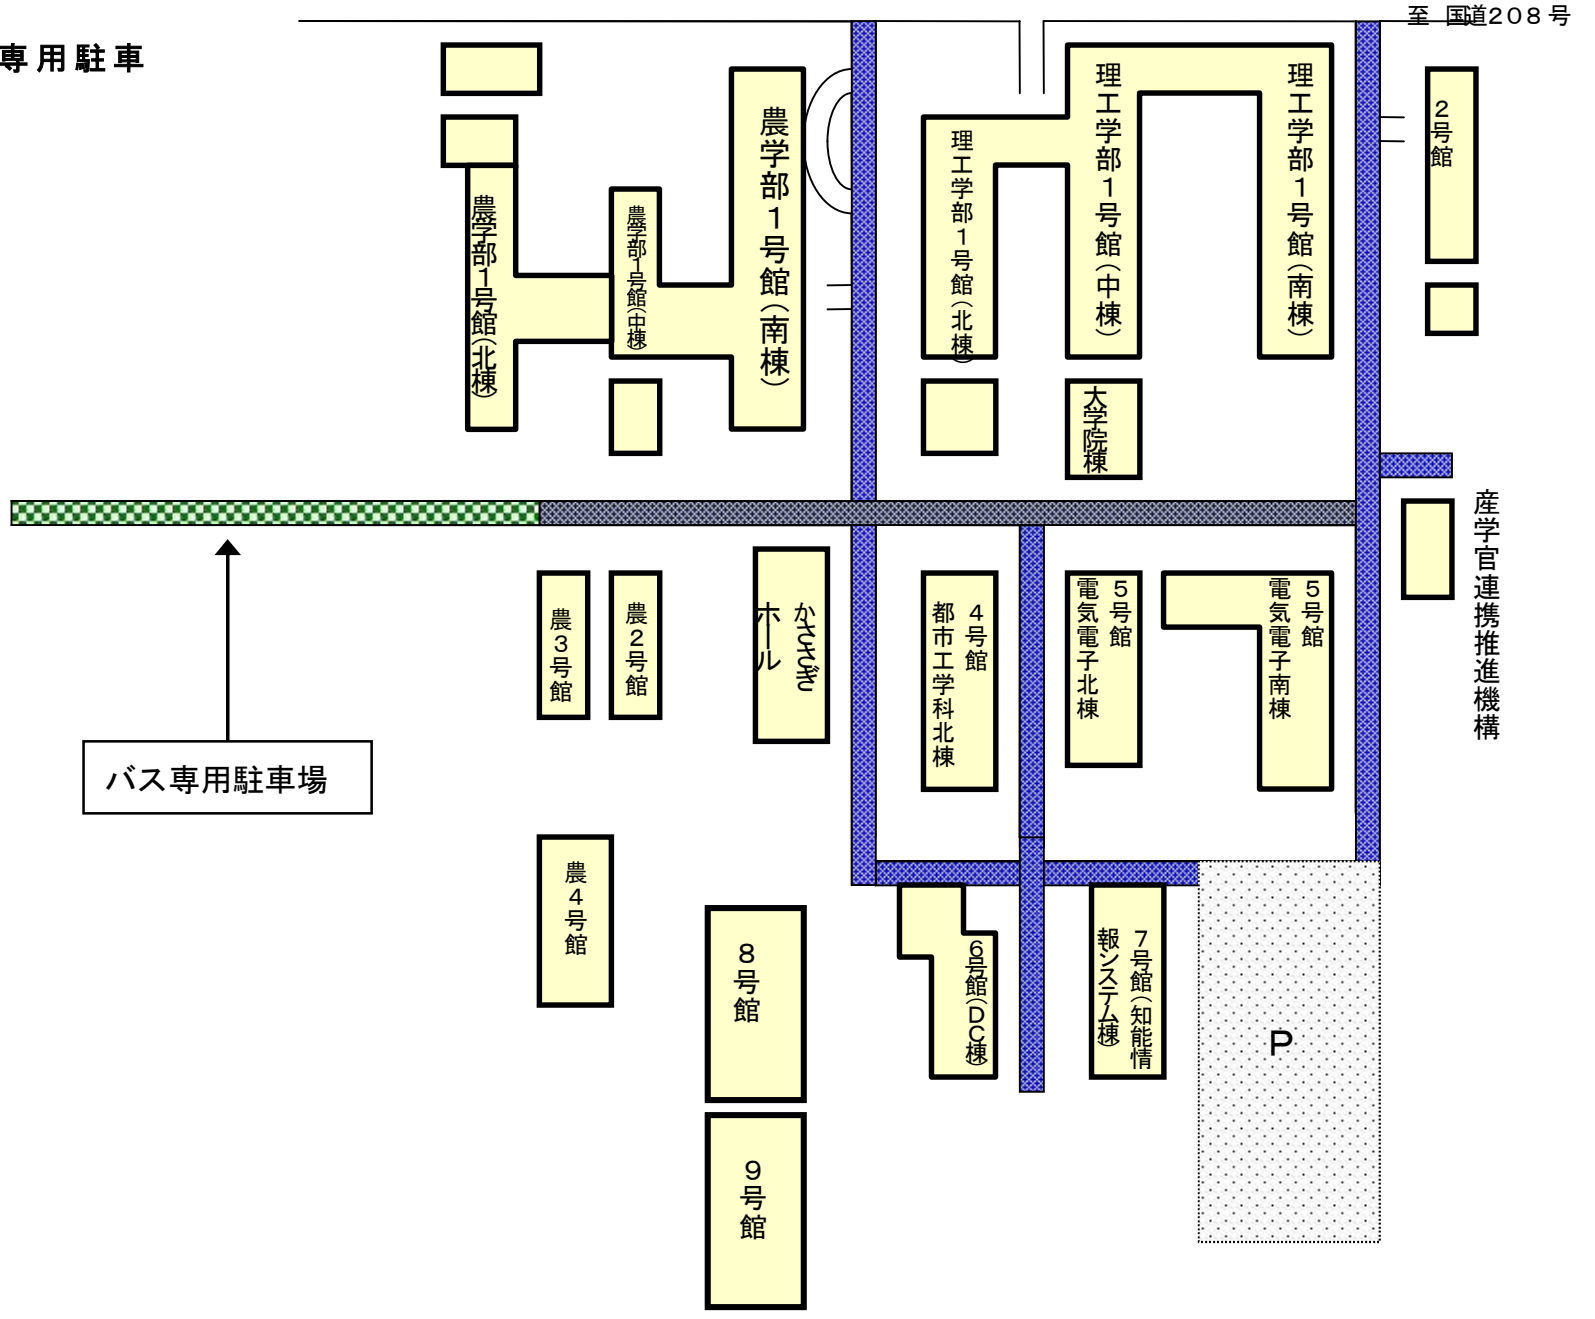 至 国道２０８号
専用駐車
農学部１号館（北棟）
農学部１号館（中棟）
農学部１号館（南棟）
理工学部１号館（北棟）
理工学部１号館（中棟）
理工学部１号館（南棟）
２号館
大学院棟
産学官連携推進機構
農３号館
農２号館
かささぎ
ホール
４号館
都市工学科北棟
５号館
電気電子北棟
５号館
電気電子南棟
バス専用駐車場
農４号館
８号館
６号館（ＤＣ棟）
７号館（知能情
報システム棟）
Ｐ
９号館